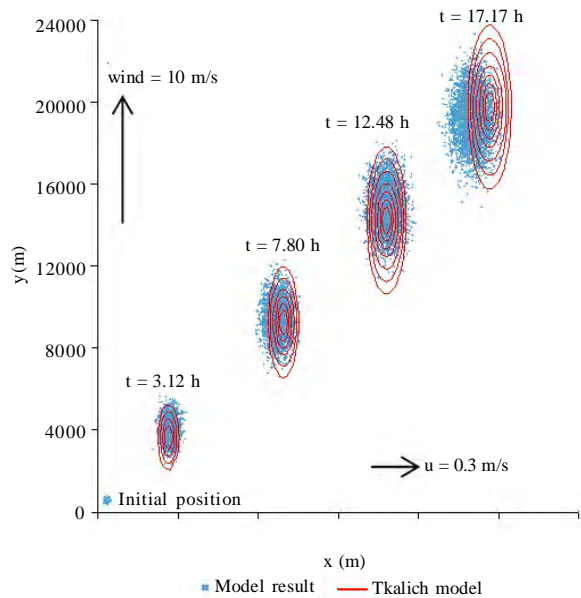 t = 17.17 h
24000
wind = 10 m/s
20000
t = 12.48 h
16000
y(m)
t = 7.80 h
12000
8000
t = 3.12 h
4000
u = 0.3 m/s
Initial position
0
x (m)
Model result
Tkalich model